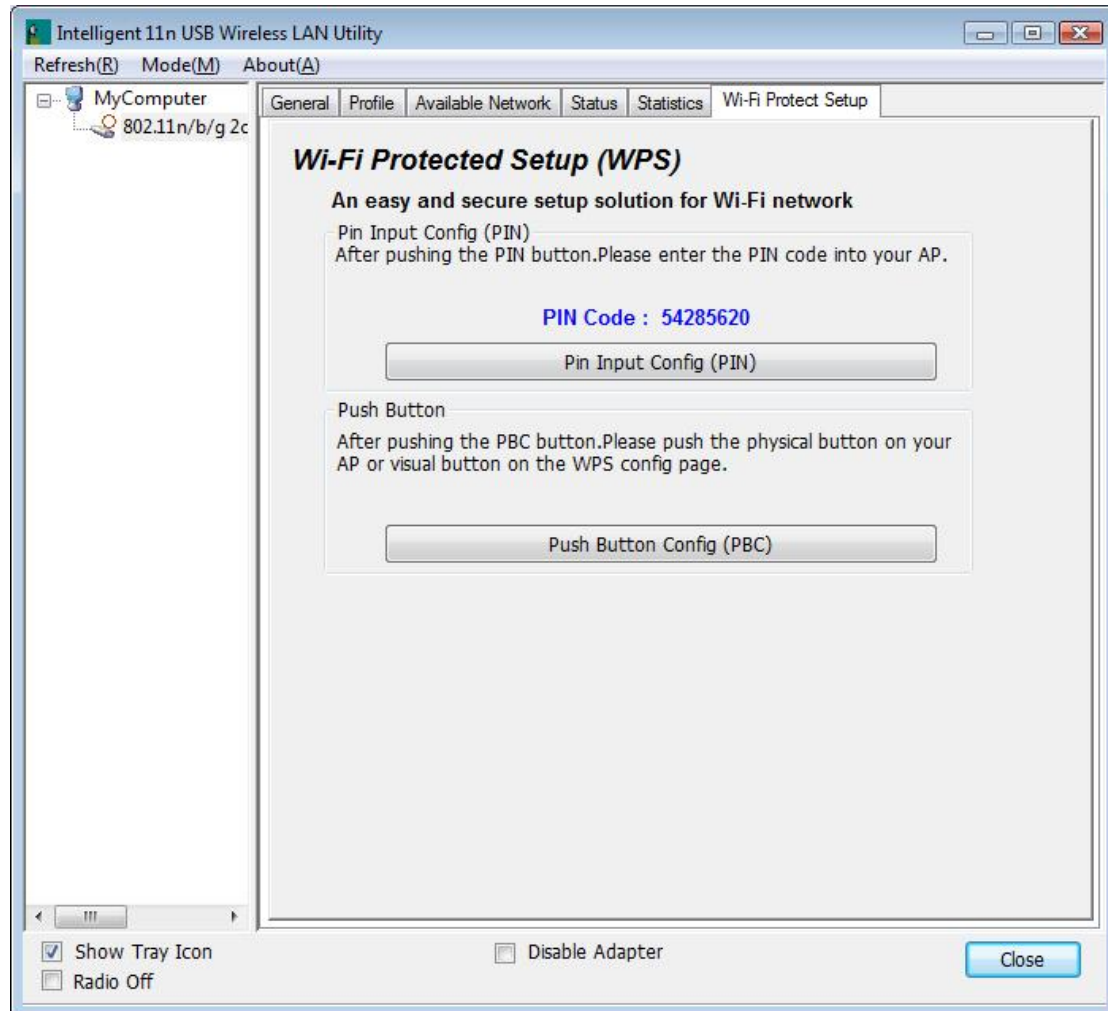 Intelligent 11n USB Wireless LAN Utility
Refresh(R) Mode(M) About(A)
MyComputer
802.11n/b/g 2c
General Profile Available Network Status Statistics Wi-Fi Protect Setup
Wi-Fi Protected Setup (WPS)
An easy and secure setup solution for Wi-Fi network
Pin Input Config (PIN)
After pushing the PIN button.Please enter the PIN code into your AP.
PIN Code : 54285620
Pin Input Config (PIN)
Push Button
After pushing the PBC button.Please push the physical button on your
AP or visual button on the WPS config page.
Push Button Config (PBC)
Show Tray Icon
Disable Adapter
Close
Radio Off